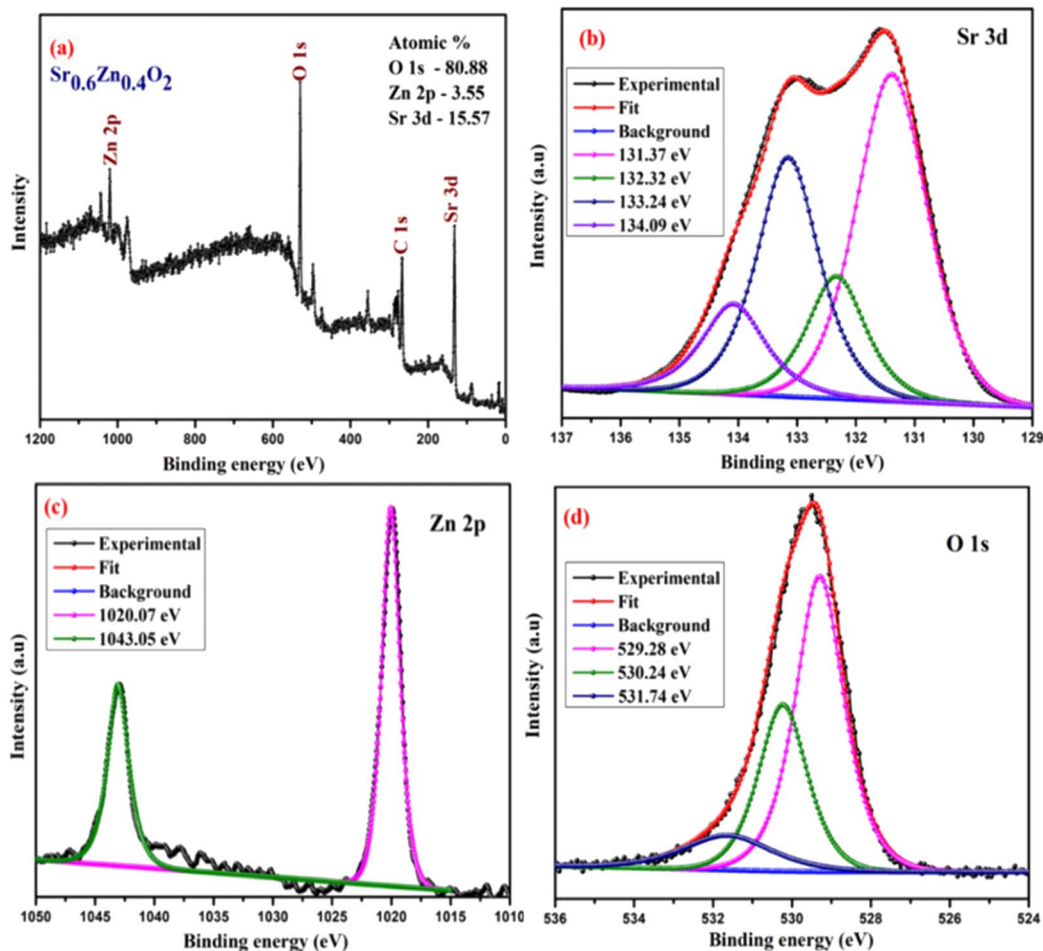 (a)
Sr0.6Zn0.4O2
Atomic %
O 1s - 80.88
Zn 2p - 3.55
Sr 3d - 15.57
Zn 2p
O 1s
C 1s
Sr 3d
Intensity
1200 1000 800 600 400 200 0
Binding energy (eV)
(b)
Sr 3d
Experimental
Fit
Background
131.37 eV
132.32 eV
133.24 eV
134.09 eV
Intensity (a.u)
137 136 135 134 133 132 131 130 129
Binding energy (eV)
(c)
Zn 2p
Experimental
Fit
Background
1020.07 eV
1043.05 eV
Intensity (a.u)
1050 1045 1040 1035 1030 1025 1020 1015 1010
Binding energy (eV)
(d)
O 1s
Experimental
Fit
Background
529.28 eV
530.24 eV
531.74 eV
Intensity (a.u)
536 534 532 530 528 526 524
Binding energy (eV)